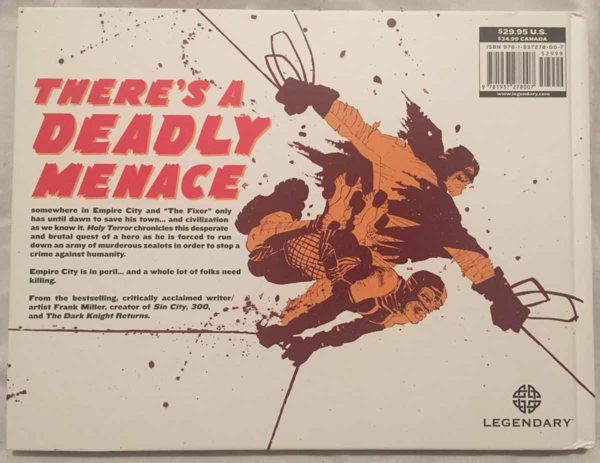 $29.95 U.S.
$34.99 CANADA
ISBN 978-1-937278-00-7
52995
9 781937 278007
www.legendary.com
THERE'S A
DEADLY
MENACE
somewhere in Empire City and "The Fixer" only
has until dawn to save his town... and civilization
as we know it. Holy Terror chronicles this desperate
and brutal quest of a hero as he is forced to run
down an army of murderous zealots in order to stop a
crime against humanity.
Empire City is in peril... and a whole lot of folks need
killing.
From the bestselling, critically acclaimed writer/
artist Frank Miller, creator of Sin City, 300,
and The Dark Knight Returns.
LEGENDARY